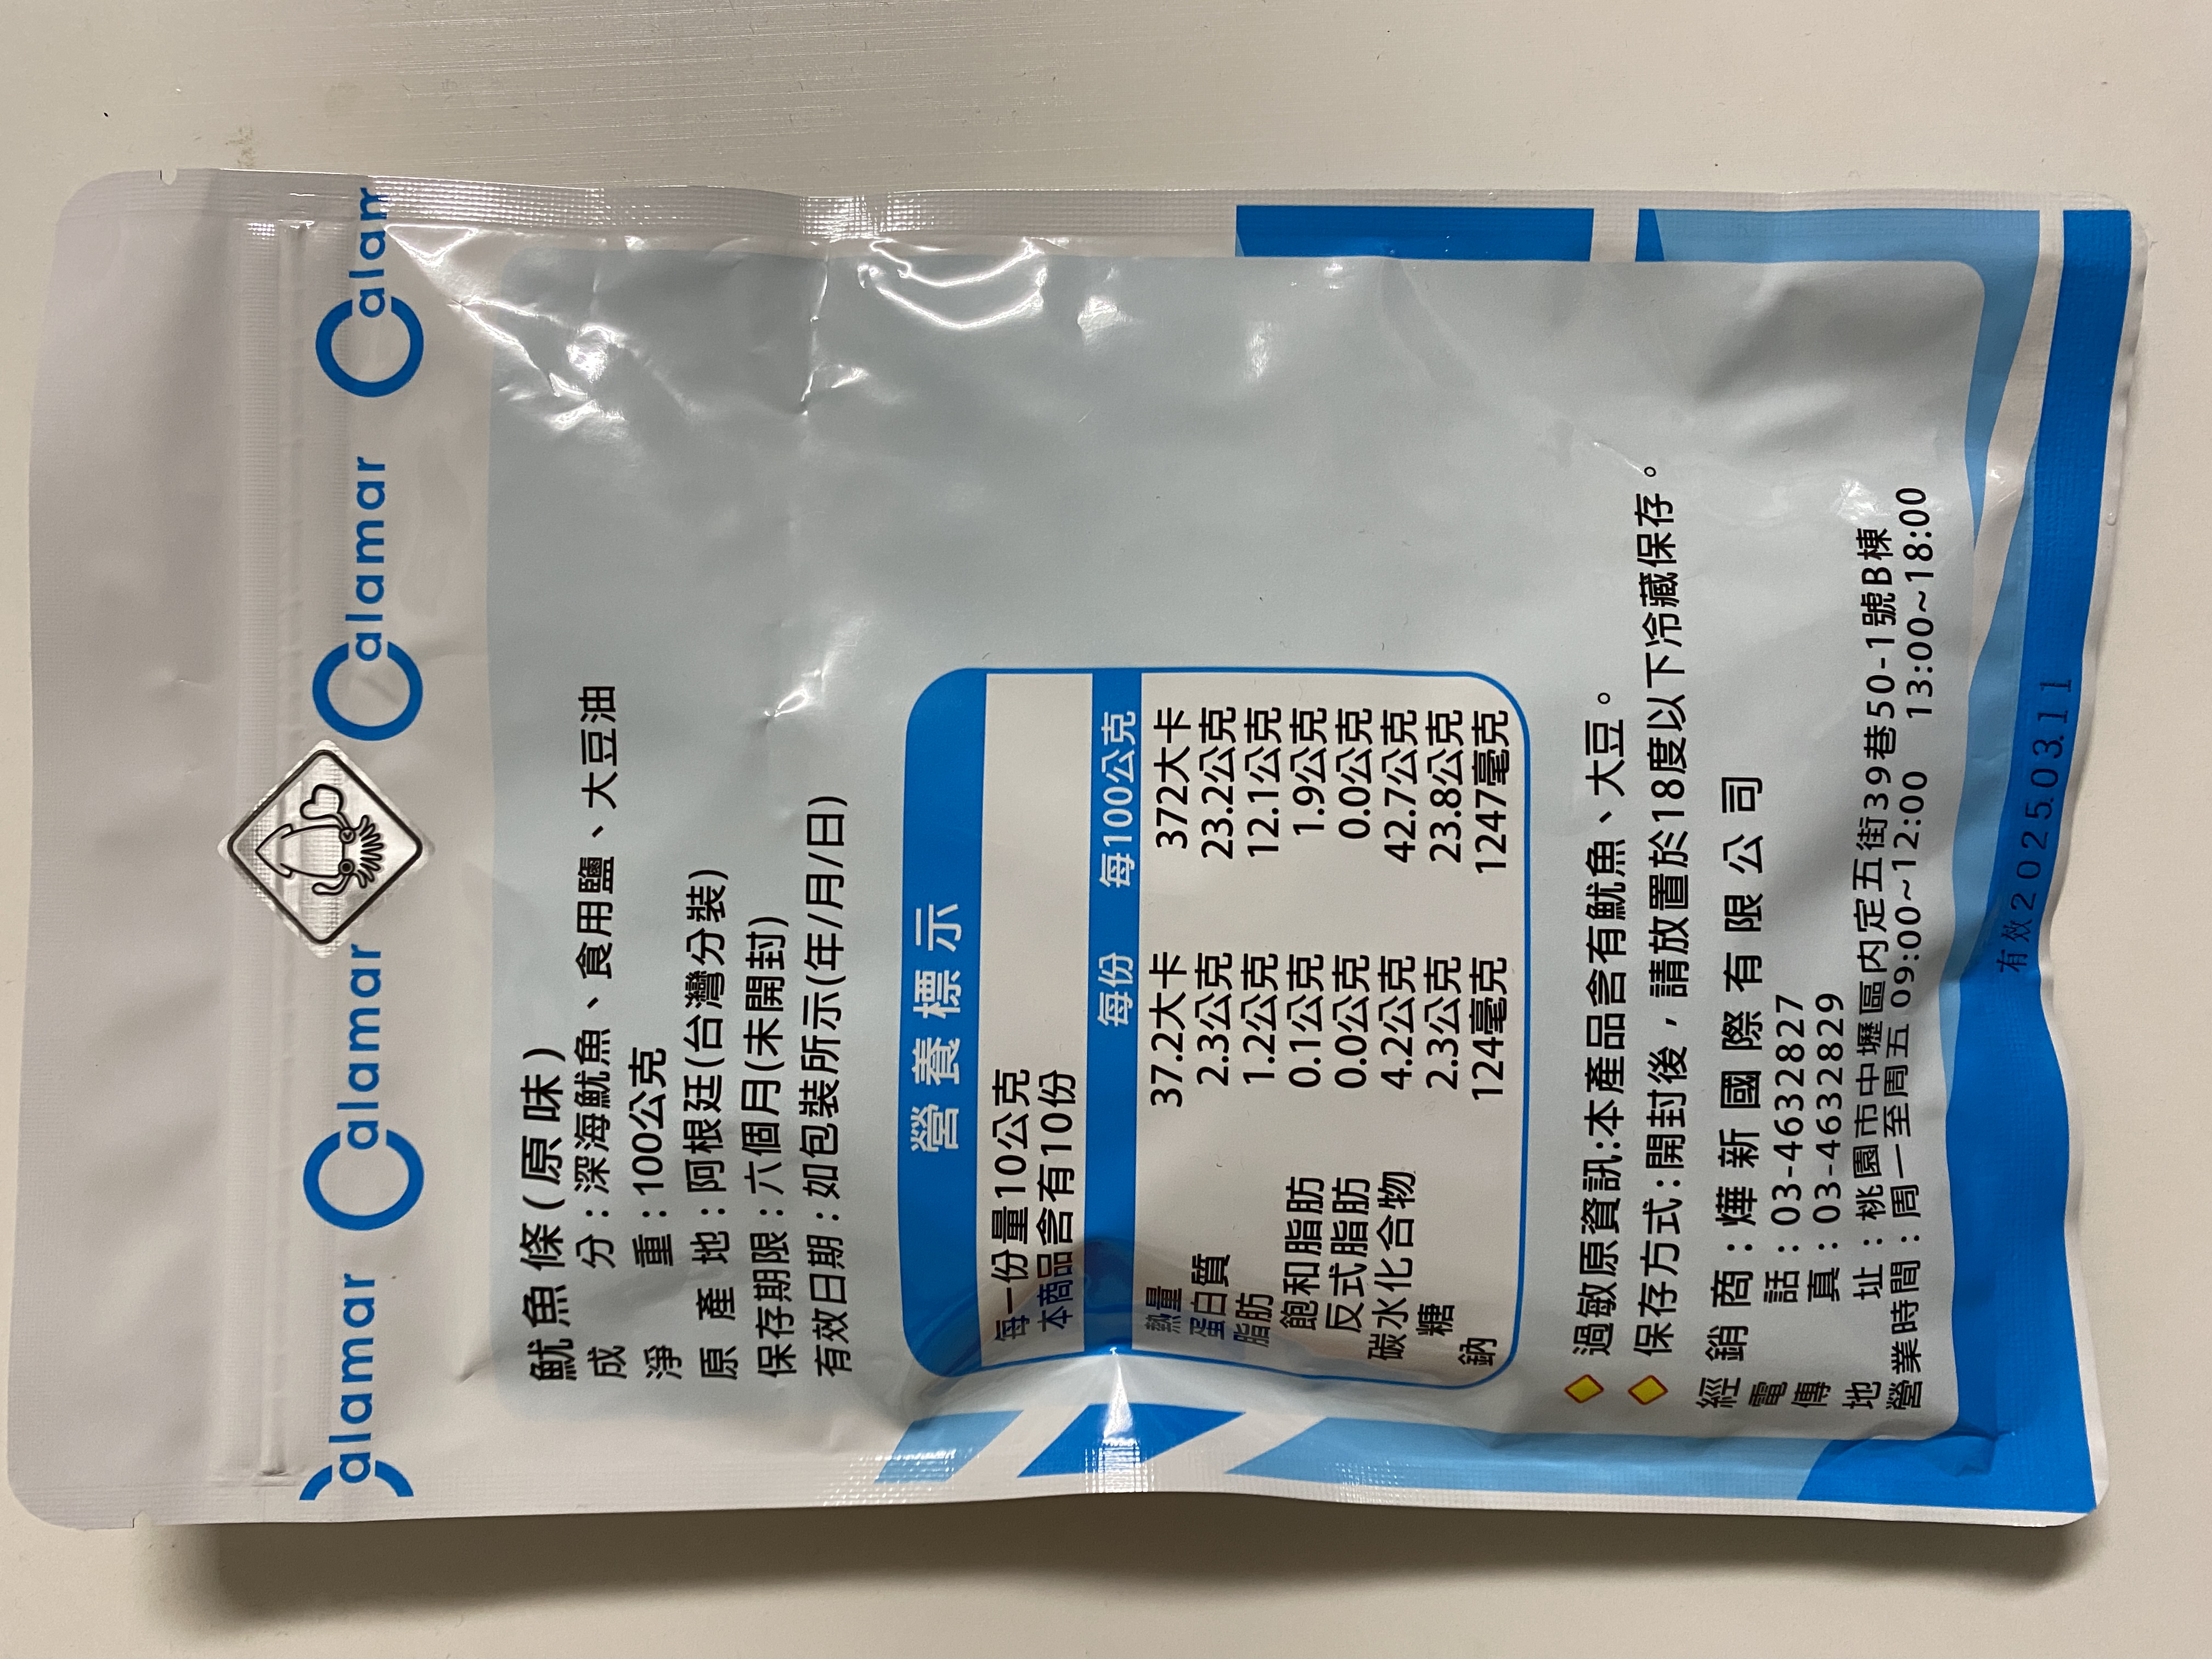 alamar Calamar Calamar Calam
魷魚條(原味)
成分：深海魷魚、食用鹽、大豆油
淨重：100公克
原產地：阿根廷(台灣分裝)
保存期限：六個月(未開封)
有效日期：如包裝所示(年/月/日)
營養標示
每一份量10公克
本商品含有10份
每份 每100公克
熱量 37.2大卡 372大卡
蛋白質 2.3公克 23.2公克
脂肪 1.2公克 12.1公克
飽和脂肪 0.1公克 1.9公克
反式脂肪 0.0公克 0.0公克
碳水化合物 4.2公克 42.7公克
糖 2.3公克 23.8公克
鈉 124毫克 1247毫克
過敏原資訊:本產品含有魷魚、大豆。
保存方式:開封後，請放置於18度以下冷藏保存。
經銷商：燁新國際有限公司
電話：03-4632827
傳真：03-4632829
地址：桃園市中壢區內定五街39巷50-1號B棟
營業時間：周一至周五 09:00~12:00 13:00~18:00
有效2025.03.11